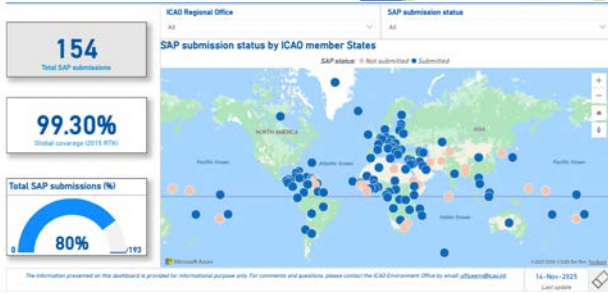 ICAO Regional Office
All
SAP submission status
All
154
Total SAP submissions
SAP submission status by ICAO member States
SAP status: Not submitted Submitted
99.30%
Global coverage (2015 RTK)
NORTH AMERICA
ASIA
Pacific Ocean
Atlantic Ocean
Pacific Ocean
Indian Ocean
Total SAP submissions (%)
0
80%
/193
Microsoft Azure
The information presented on this dashboard is provided for informational purpose only. For comments and questions, please contact the ICAO Environment Office by email: officeenv@icao.int
14-Nov-2025
Last update